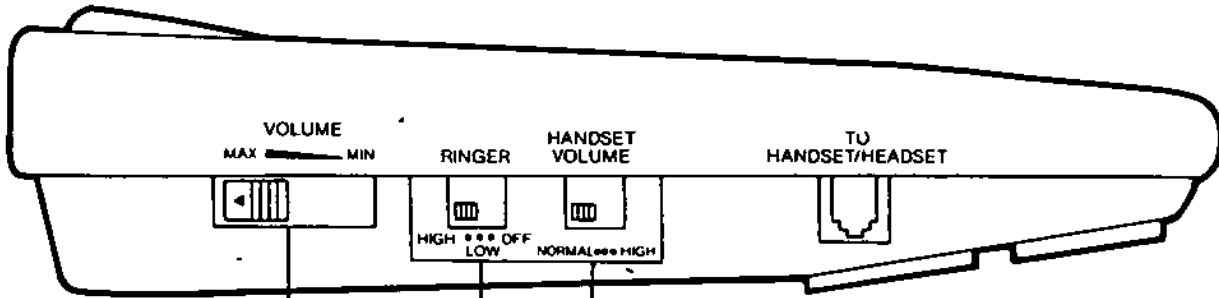 VOLUME
MAX MIN
RINGER
HANDSET
VOLUME
TO
HANDSET/HEADSET
HIGH ••• OFF
LOW
NORMAL ••• HIGH